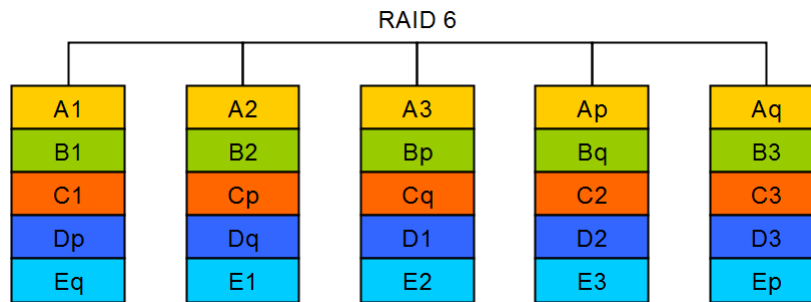 RAID 6
A1 A2 A3 Ap Aq
B1 B2 Bp Bq B3
C1 Cp Cq C2 C3
Dp Dq D1 D2 D3
Eq E1 E2 E3 Ep